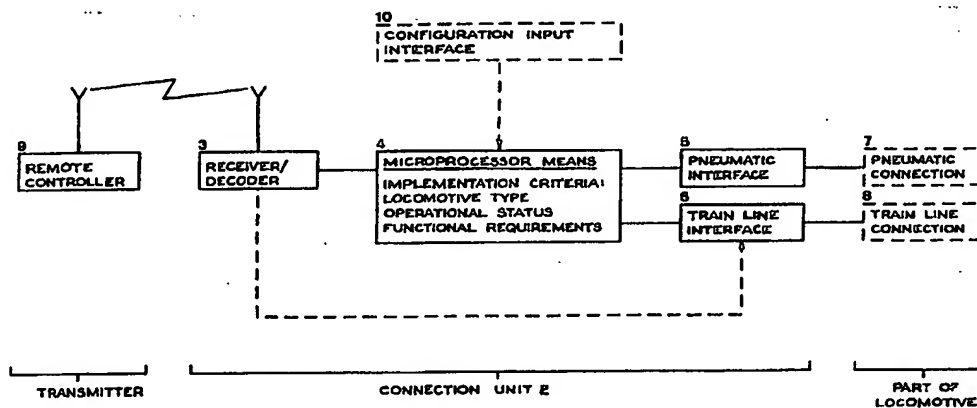 10
CONFIGURATION INPUT
INTERFACE
9
REMOTE
CONTROLLER
3
RECEIVER/
DECODER
4
MICROPROCESSOR MEANS
IMPLEMENTATION CRITERIA:
LOCOMOTIVE TYPE
OPERATIONAL STATUS
FUNCTIONAL REQUIREMENTS
5
PNEUMATIC
INTERFACE
7
PNEUMATIC
CONNECTION
6
TRAIN LINE
INTERFACE
8
TRAIN LINE
CONNECTION
TRANSMITTER
CONNECTION UNIT 2
PART OF
LOCOMOTIVE